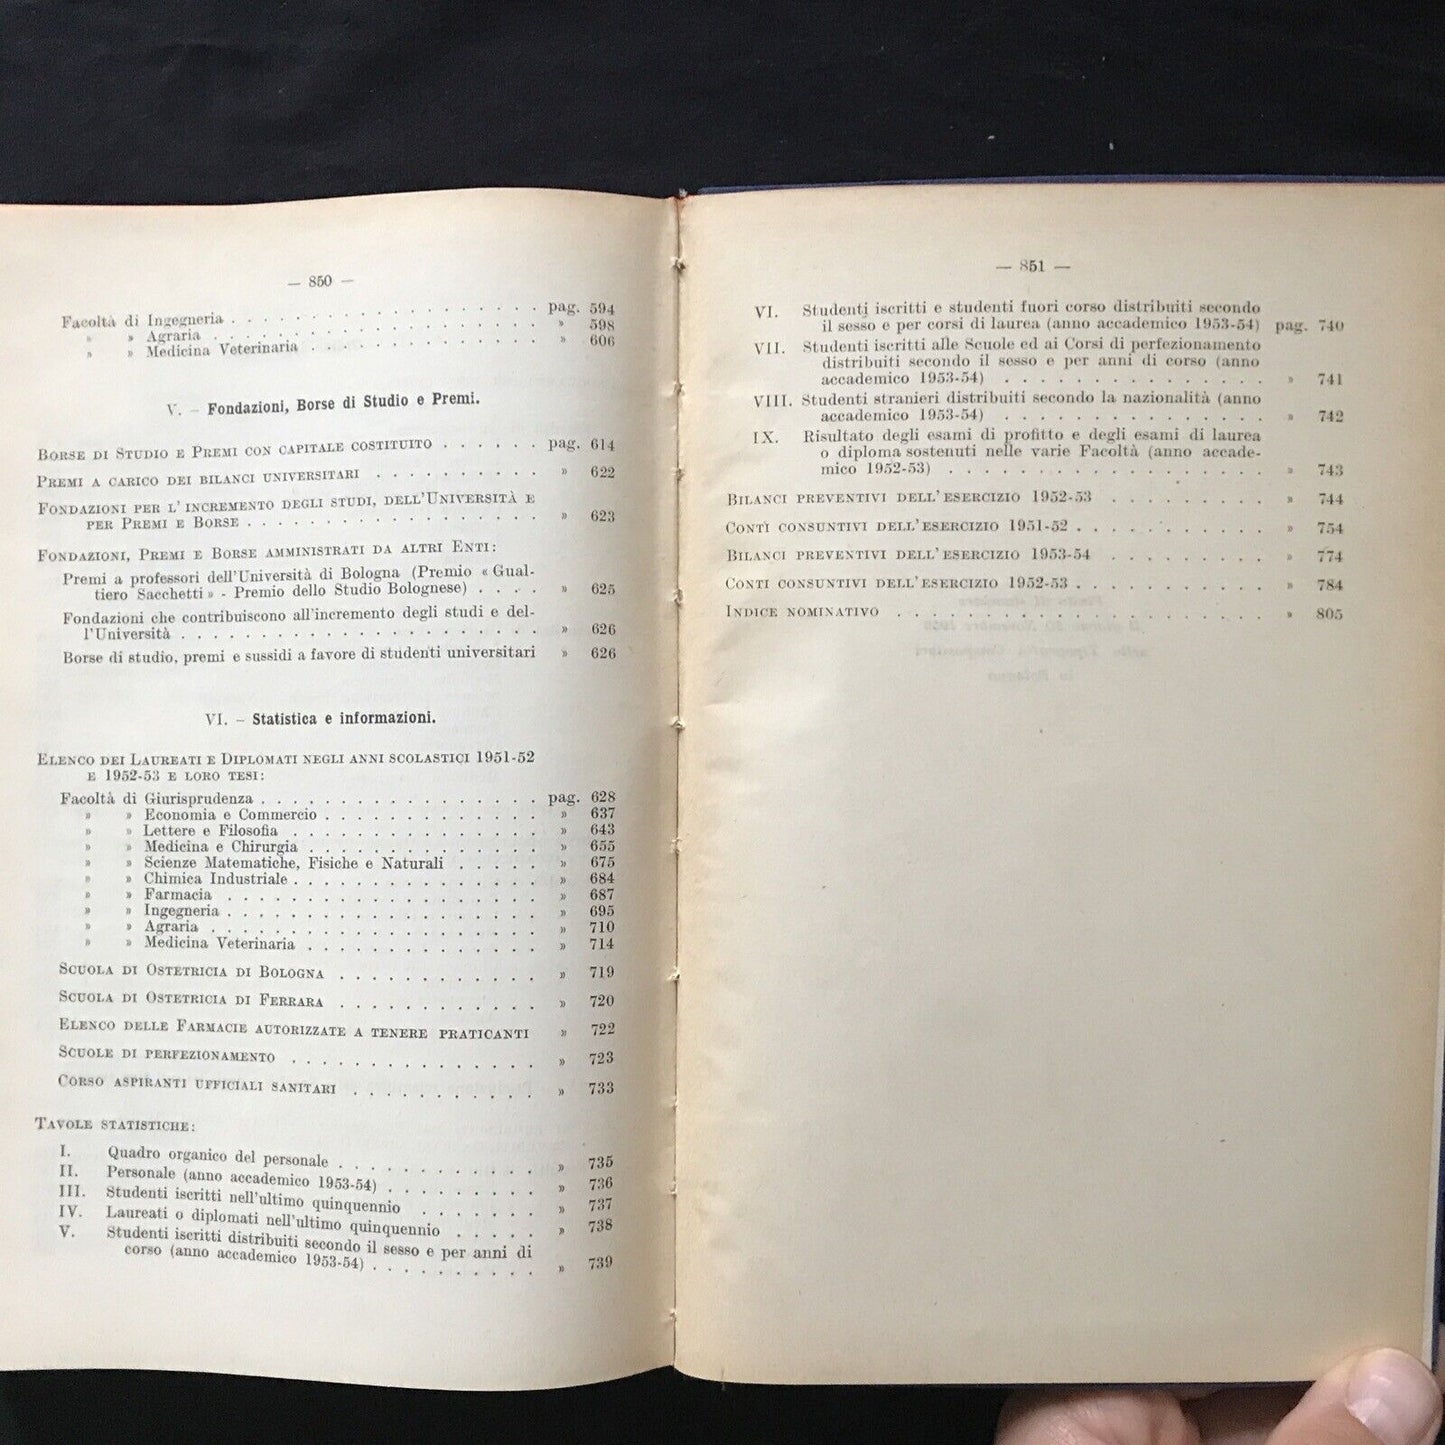 — 850 —
Facoltà di Ingegneria . . . . . . . . . . . . . . . . . pag. 594
» » Agraria . . . . . . . . . . . . . . . . . » 598
» » Medicina Veterinaria . . . . . . . . . . . . » 606
V. – Fondazioni, Borse di Studio e Premi.
Borse di Studio e Premi con capitale costituito . . . . . . pag. 614
Premi a carico dei bilanci universitari . . . . . . . . . . » 622
Fondazioni per l'incremento degli studi, dell'Università e
per Premi e Borse . . . . . . . . . . . . . . . . . . » 623
Fondazioni, Premi e Borse amministrati da altri Enti:
Premi a professori dell'Università di Bologna (Premio « Gual-
tiero Sacchetti » - Premio dello Studio Bolognese) . . . . » 625
Fondazioni che contribuiscono all'incremento degli studi e del-
l'Università . . . . . . . . . . . . . . . . . . . . . . » 626
Borse di studio, premi e sussidi a favore di studenti universitari » 626
VI. – Statistica e informazioni.
Elenco dei Laureati e Diplomati negli anni scolastici 1951-52
e 1952-53 e loro tesi:
Facoltà di Giurisprudenza . . . . . . . . . . . . . . . . . pag. 628
» » Economia e Commercio . . . . . . . . . . . . . » 637
» » Lettere e Filosofia . . . . . . . . . . . . . . . » 643
» » Medicina e Chirurgia . . . . . . . . . . . . . . » 655
» » Scienze Matematiche, Fisiche e Naturali . . . . . » 675
» » Chimica Industriale . . . . . . . . . . . . . . . » 684
» » Farmacia . . . . . . . . . . . . . . . . . . . » 687
» » Ingegneria . . . . . . . . . . . . . . . . . . . » 695
» » Agraria . . . . . . . . . . . . . . . . . . . . » 710
» » Medicina Veterinaria . . . . . . . . . . . . . . » 714
Scuola di Ostetricia di Bologna . . . . . . . . . . . . » 719
Scuola di Ostetricia di Ferrara . . . . . . . . . . . . » 720
Elenco delle Farmacie autorizzate a tenere praticanti » 722
Scuole di perfezionamento . . . . . . . . . . . . . . . » 723
Corso aspiranti ufficiali sanitari . . . . . . . . . . . » 733
Tavole statistiche:
I. Quadro organico del personale . . . . . . . . . . . . » 735
II. Personale (anno accademico 1953-54) . . . . . . . . . » 736
III. Studenti iscritti nell'ultimo quinquennio . . . . . . . » 737
IV. Laureati o diplomati nell'ultimo quinquennio . . . . . » 738
V. Studenti iscritti distribuiti secondo il sesso e per anni di
corso (anno accademico 1953-54) . . . . . . . . . . » 739
— 851 —
VI. Studenti iscritti e studenti fuori corso distribuiti secondo
il sesso e per corsi di laurea (anno accademico 1953-54) pag. 740
VII. Studenti iscritti alle Scuole ed ai Corsi di perfezionamento
distribuiti secondo il sesso e per anni di corso (anno
accademico 1953-54) . . . . . . . . . . . . . . . . » 741
VIII. Studenti stranieri distribuiti secondo la nazionalità (anno
accademico 1953-54) . . . . . . . . . . . . . . . . » 742
IX. Risultato degli esami di profitto e degli esami di laurea
o diploma sostenuti nelle varie Facoltà (anno accade-
mico 1952-53) . . . . . . . . . . . . . . . . . . . » 743
Bilanci preventivi dell'esercizio 1952-53 . . . . . . . . . » 744
Conti consuntivi dell'esercizio 1951-52 . . . . . . . . . . » 754
Bilanci preventivi dell'esercizio 1953-54 . . . . . . . . . » 774
Conti consuntivi dell'esercizio 1952-53 . . . . . . . . . . » 784
Indice nominativo . . . . . . . . . . . . . . . . . . . . . » 805